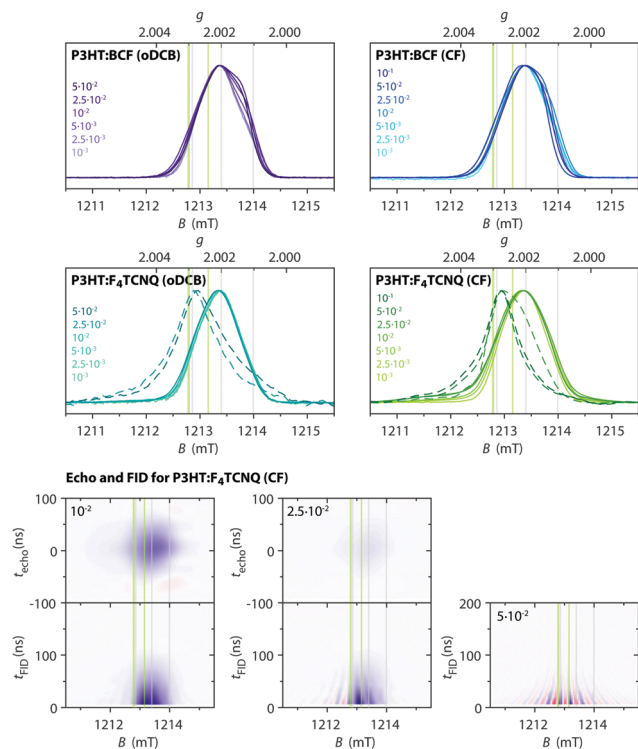 g
2.004 2.002 2.000
P3HT:BCF (oDCB)
5·10⁻²
2.5·10⁻²
10⁻²
5·10⁻³
2.5·10⁻³
10⁻³
1211 1212 1213 1214 1215
B (mT)
g
2.004 2.002 2.000
P3HT:BCF (CF)
10⁻¹
5·10⁻²
2.5·10⁻²
10⁻²
5·10⁻³
2.5·10⁻³
10⁻³
1211 1212 1213 1214 1215
B (mT)
g
2.004 2.002 2.000
P3HT:F₄TCNQ (oDCB)
5·10⁻²
2.5·10⁻²
10⁻²
5·10⁻³
2.5·10⁻³
10⁻³
1211 1212 1213 1214 1215
B (mT)
g
2.004 2.002 2.000
P3HT:F₄TCNQ (CF)
10⁻¹
5·10⁻²
2.5·10⁻²
10⁻²
5·10⁻³
2.5·10⁻³
10⁻³
1211 1212 1213 1214 1215
B (mT)
Echo and FID for P3HT:F₄TCNQ (CF)
10⁻²
100
0
-100
t_echo (ns)
100
0
t_FID (ns)
1212 1214
B (mT)
2.5·10⁻²
100
0
-100
t_echo (ns)
100
0
t_FID (ns)
1212 1214
B (mT)
5·10⁻²
200
100
0
t_FID (ns)
1212 1214
B (mT)